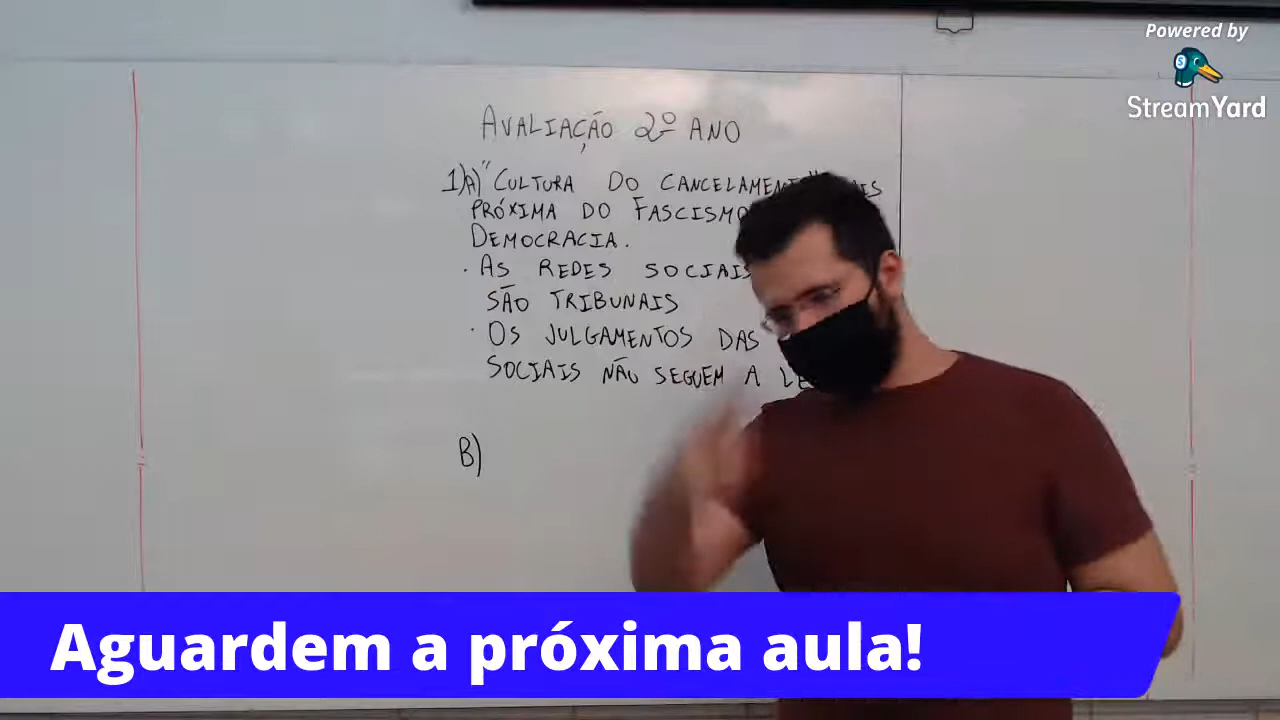 Powered by
StreamYard
AVALIAÇÃO 2º ANO
1)A) "CULTURA DO CANCELAMENTO"
PRÓXIMA DO FASCISMO
DEMOCRACIA.
· AS REDES SOCIAIS
SÃO TRIBUNAIS
· OS JULGAMENTOS DAS
SOCIAIS NÃO SEGUEM A
B)
Aguardem a próxima aula!